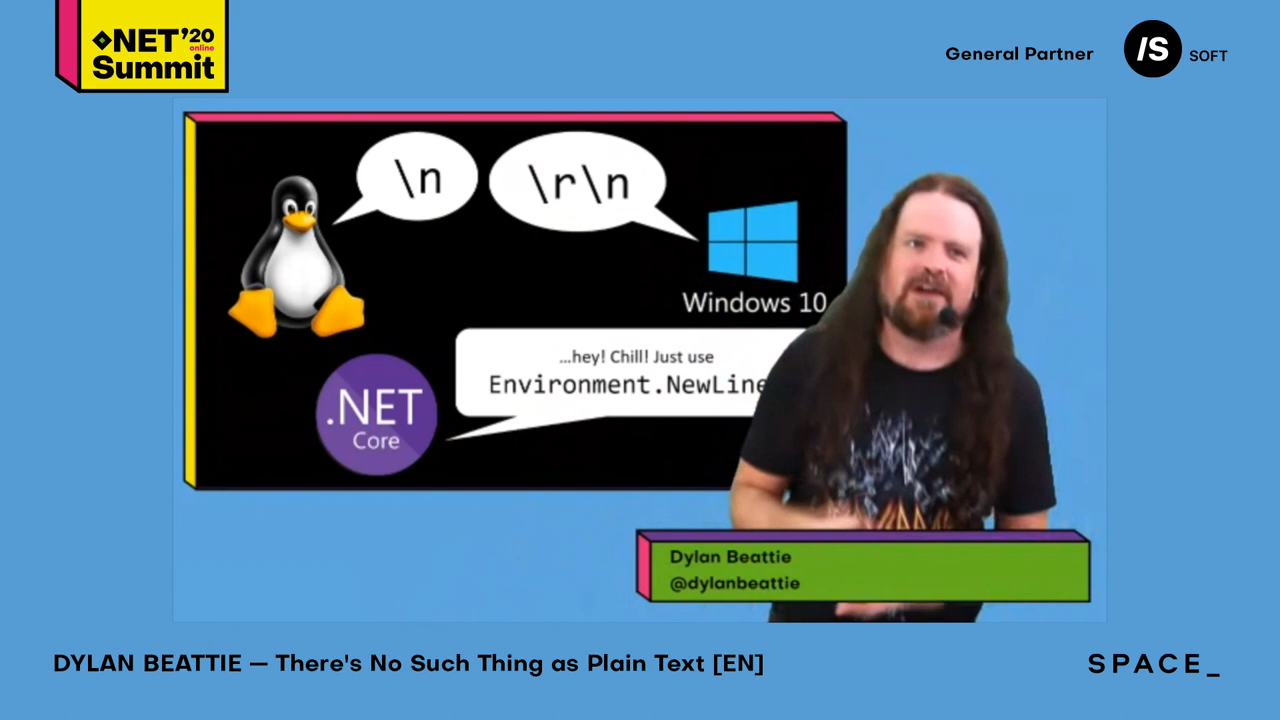 .NET'20
online
Summit
General Partner
/S
SOFT
\n
\r\n
Windows 10
...hey! Chill! Just use
Environment.NewLine
.NET
Core
Dylan Beattie
@dylanbeattie
DYLAN BEATTIE — There's No Such Thing as Plain Text [EN]
SPACE_